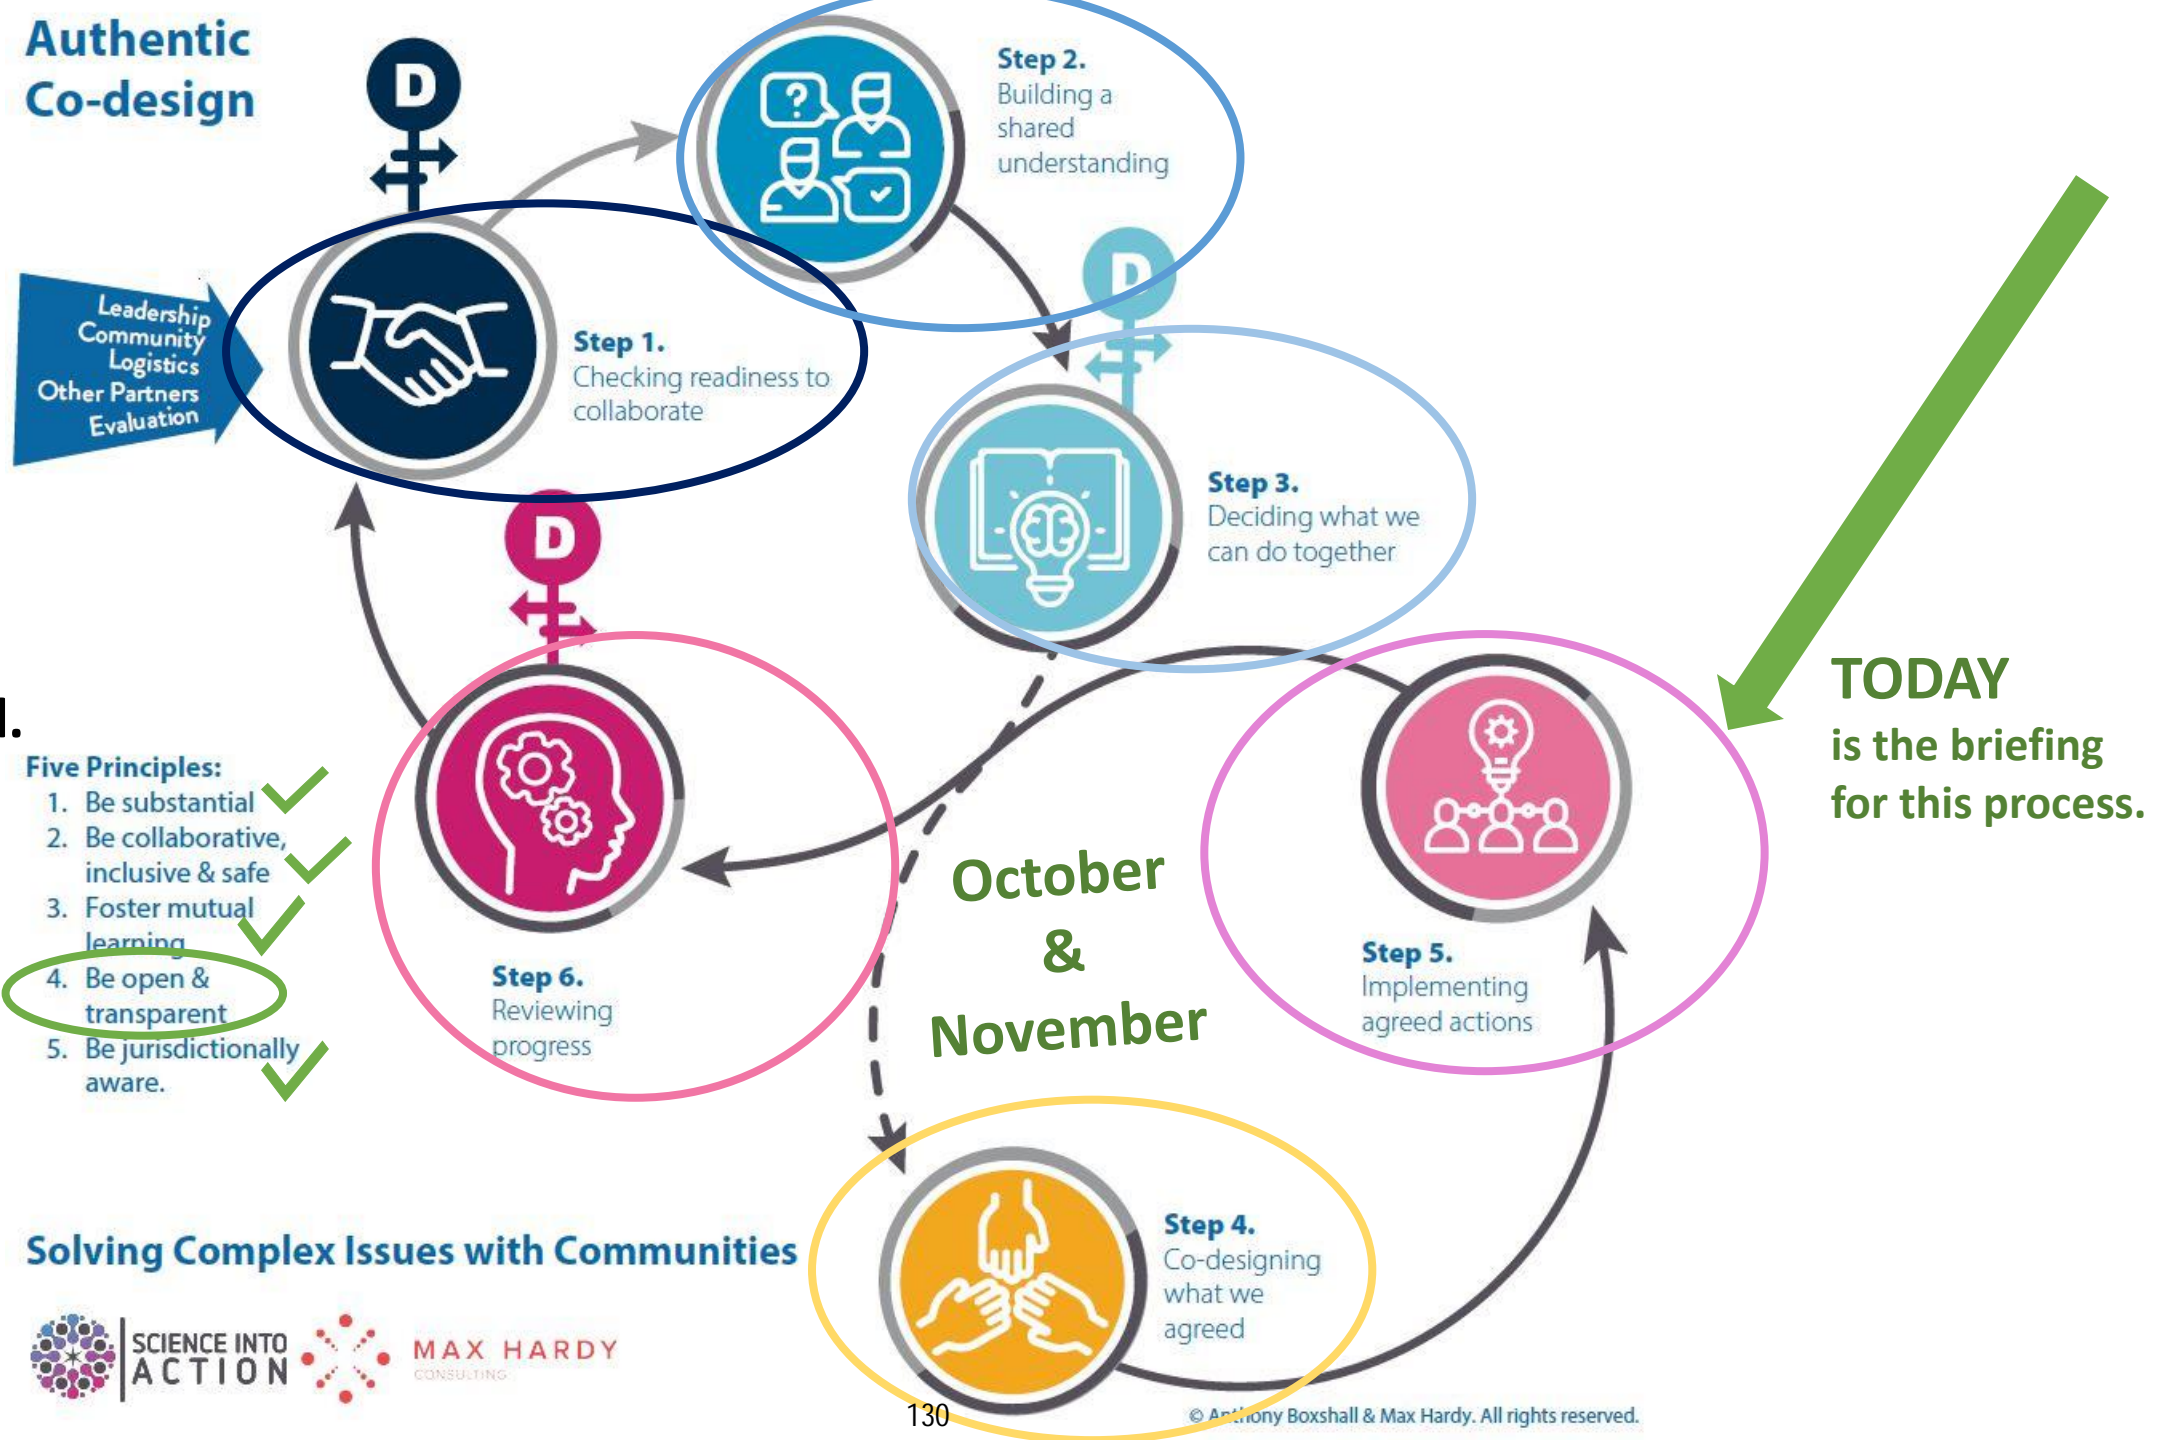 Authentic
Co-design
D
Step 2.
Building a
shared
understanding
D
Leadership
Community
Logistics
Other Partners
Evaluation
Step 1.
Checking readiness to
collaborate
Step 3.
Deciding what we
can do together
D
TODAY
is the briefing
for this process.
Five Principles:
1. Be substantial
2. Be collaborative,
inclusive & safe
3. Foster mutual
learning
4. Be open &
transparent
5. Be jurisdictionally
aware.
October
&
November
Step 5.
Implementing
agreed actions
Step 6.
Reviewing
progress
Step 4.
Co-designing
what we
agreed
Solving Complex Issues with Communities
SCIENCE INTO
ACTION
MAX HARDY
CONSULTING
130
© Anthony Boxshall & Max Hardy. All rights reserved.